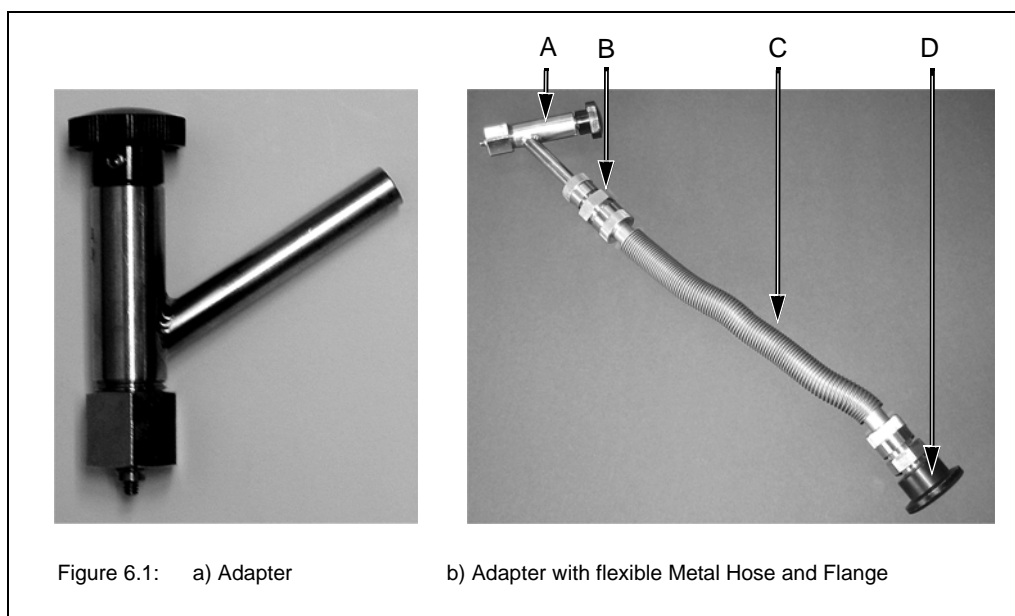 A B C D
Figure 6.1: a) Adapter b) Adapter with flexible Metal Hose and Flange